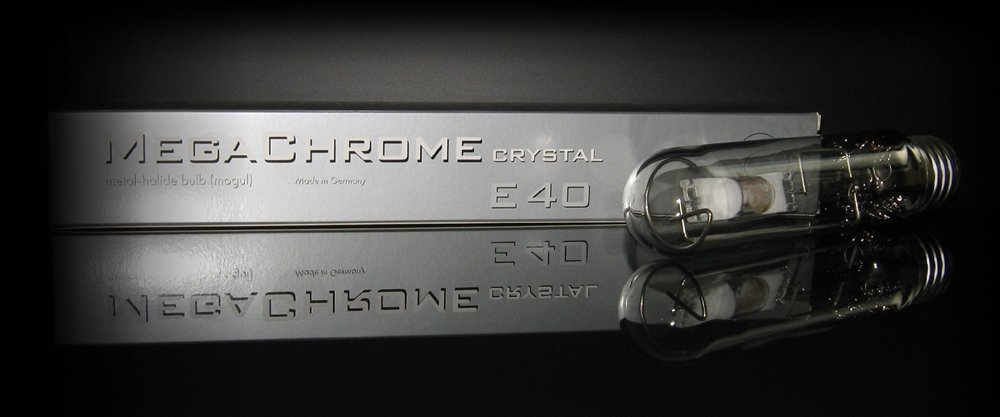 MEGACHROME CRYSTAL
metal-halide bulb (mogul) Made in Germany
E40